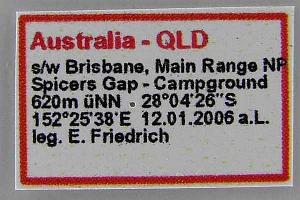 Australia - QLD
s/w Brisbane, Main Range NP
Spicers Gap - Campground
620m üNN · 28°04'26"S
152°25'38'E 12.01.2006 a.L.
leg. E. Friedrich